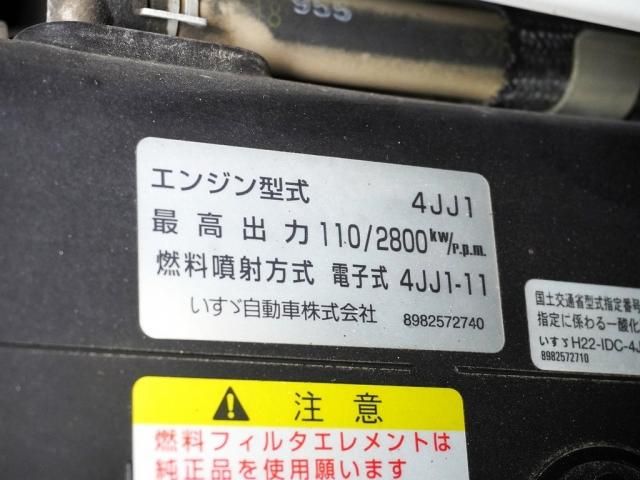 955
エンジン型式 4JJ1
最高出力 110/2800kW/r.p.m.
燃料噴射方式 電子式 4JJ1-11
いすゞ自動車株式会社 8982572740
国土交通省型式指定番号
指定に係わる一酸化
いすゞH22-IDC-4J
8982572710
注意
燃料フィルタエレメントは
純正品を使用願います